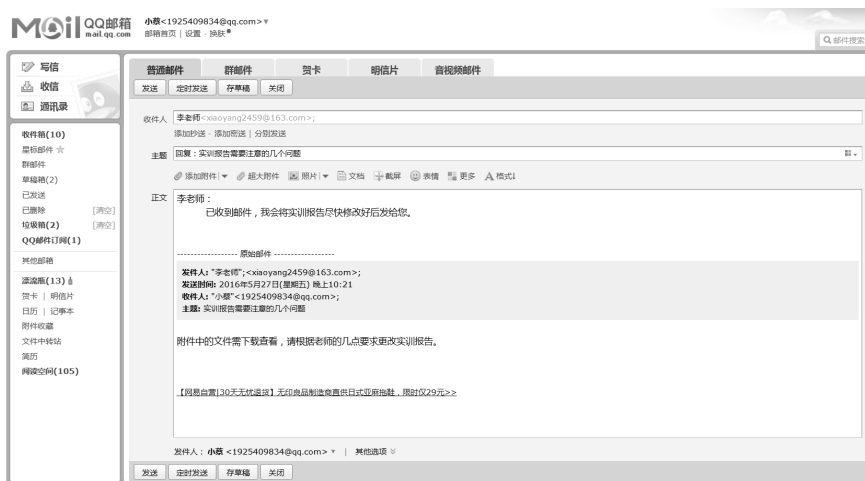 MAil QQ邮箱 mail.qq.com
小蔡<1925409834@qq.com>▼
邮箱首页 | 设置 - 换肤
邮件搜索
写信
收信
通讯录
收件箱(10)
星标邮件 ☆
群邮件
草稿箱(2)
已发送
已删除 [清空]
垃圾箱(2) [清空]
QQ邮件订阅(1)
其他邮箱
漂流瓶(13)
贺卡 | 明信片
日历 | 记事本
附件收藏
文件中转站
简历
阅读空间(105)
普通邮件 群邮件 贺卡 明信片 音视频邮件
发送 定时发送 存草稿 关闭
收件人 李老师<xiaoyang2459@163.com>;
添加抄送 - 添加密送 | 分别发送
主题 回复：实训报告需要注意的几个问题
添加附件|▼ 超大附件 照片|▼ 文档 截屏 表情 更多 格式↓
正文 李老师：
已收到邮件，我会将实训报告尽快修改好后发给您。
------------------ 原始邮件 ------------------
发件人: "李老师";<xiaoyang2459@163.com>;
发送时间: 2016年5月27日(星期五) 晚上10:21
收件人: "小蔡"<1925409834@qq.com>;
主题: 实训报告需要注意的几个问题
附件中的文件需下载查看，请根据老师的几点要求更改实训报告。
【网易自营|30天无忧退货】无印良品制造商直供日式亚麻拖鞋，限时仅29元>>
发件人：小蔡 <1925409834@qq.com> ▼ | 其他选项
发送 定时发送 存草稿 关闭